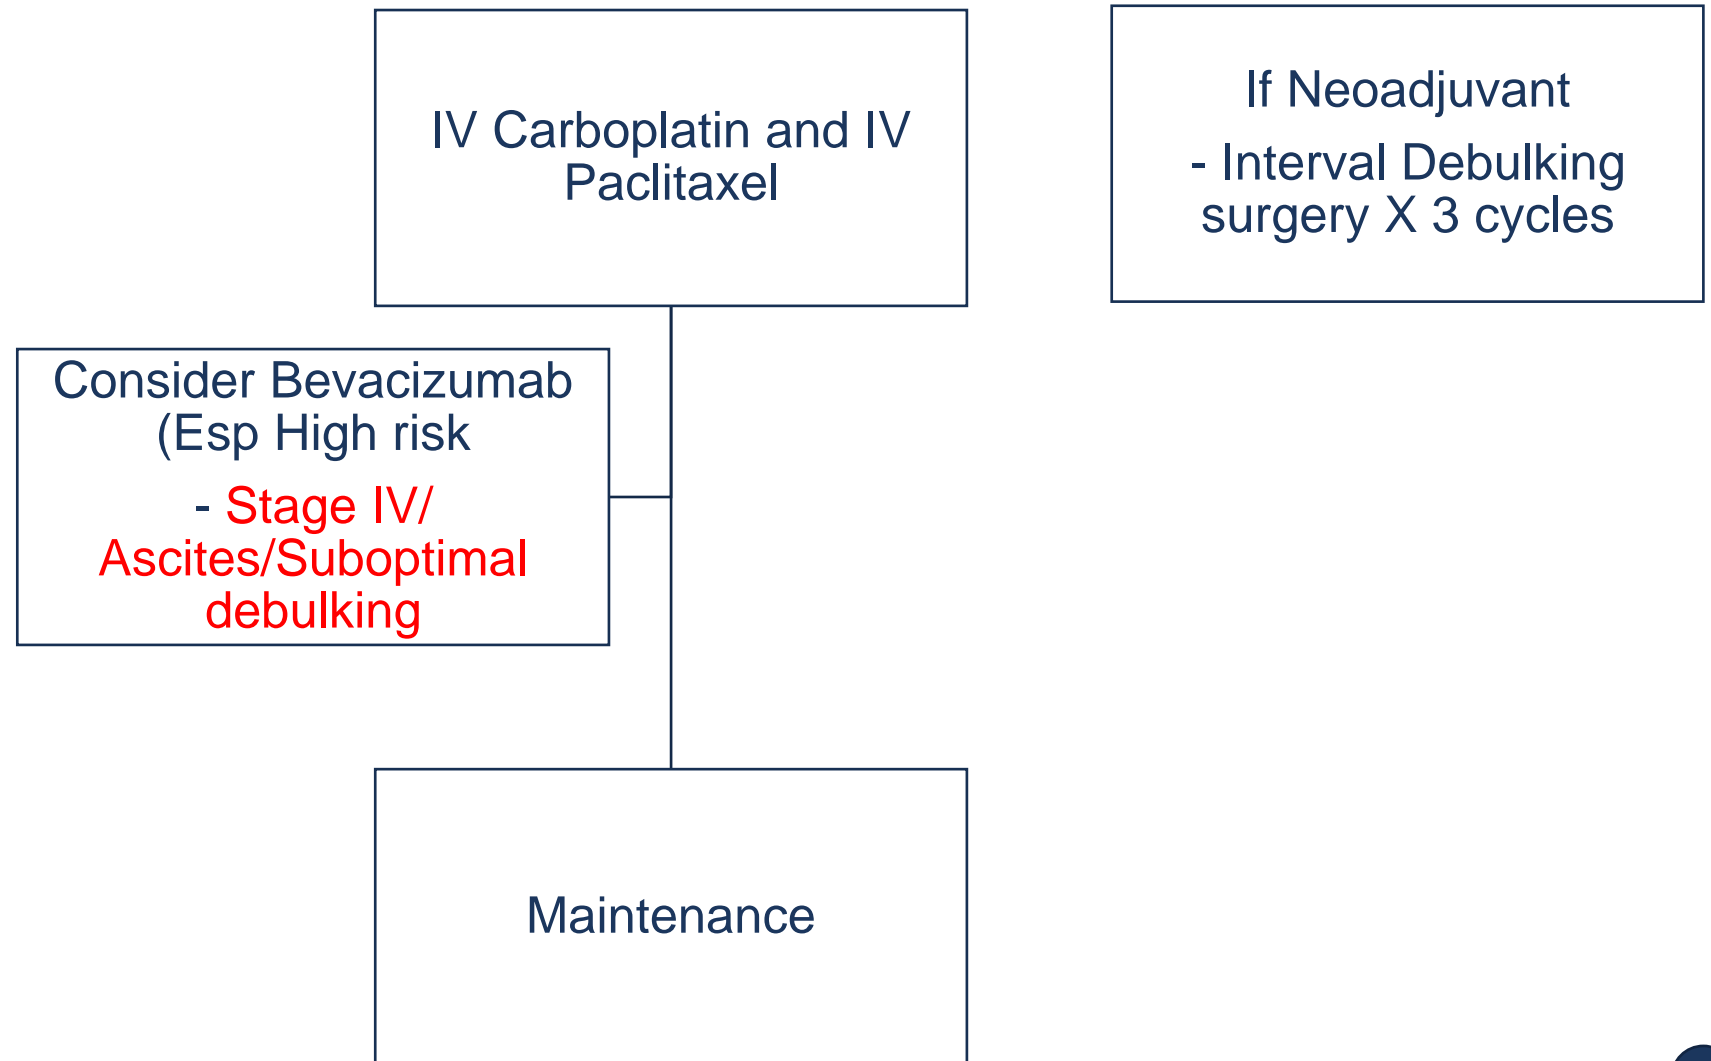 IV Carboplatin and IV
Paclitaxel
If Neoadjuvant
- Interval Debulking
surgery X 3 cycles
Consider Bevacizumab
(Esp High risk
- Stage IV/
Ascites/Suboptimal
debulking
Maintenance